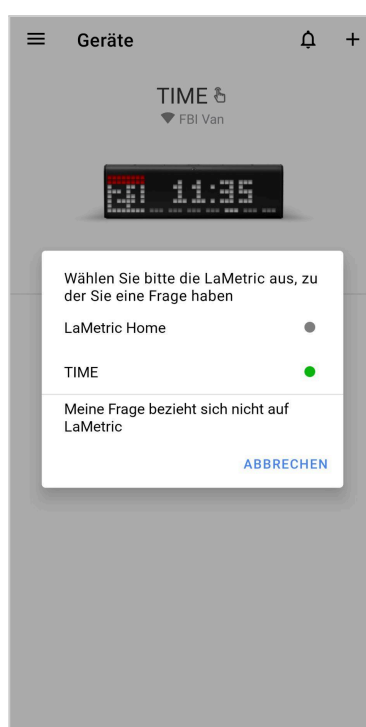 Geräte
TIME
FBI Van
11:35
Wählen Sie bitte die LaMetric aus, zu
der Sie eine Frage haben
LaMetric Home
TIME
Meine Frage bezieht sich nicht auf
LaMetric
ABBRECHEN